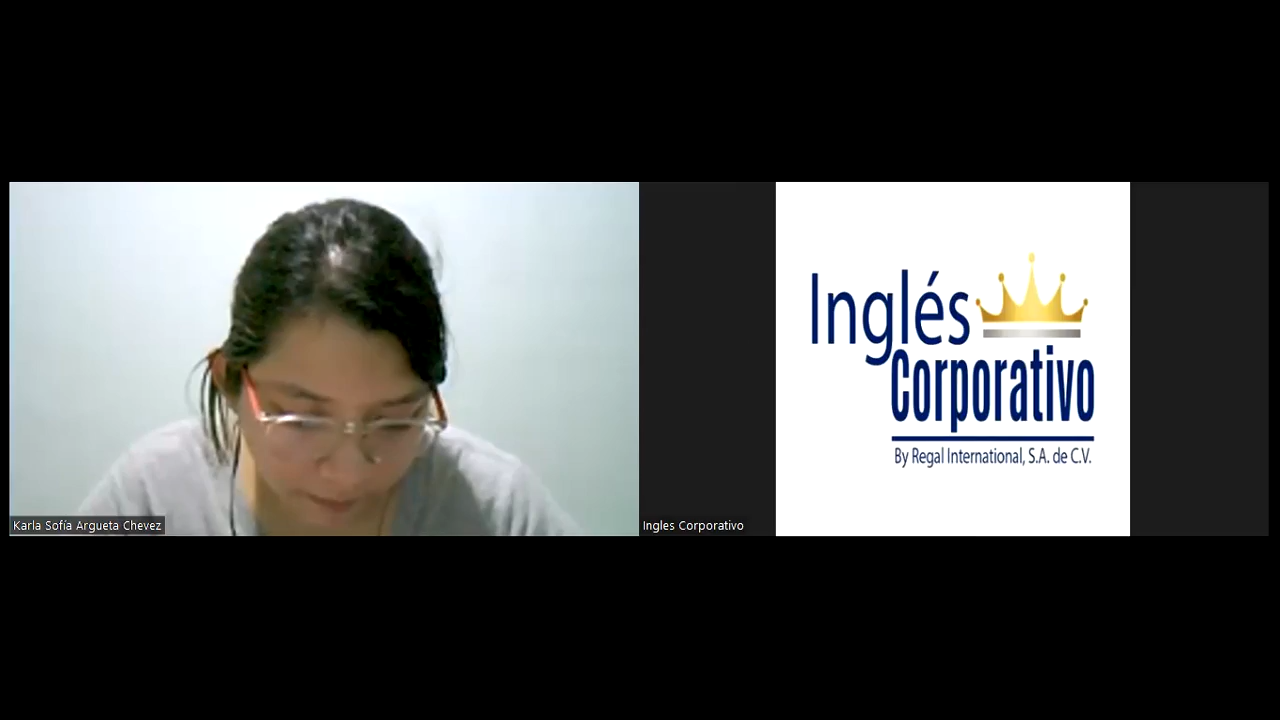 Inglés
Corporativo
By Regal International, S.A. de C.V.
Karla Sofía Argueta Chevez
Ingles Corporativo